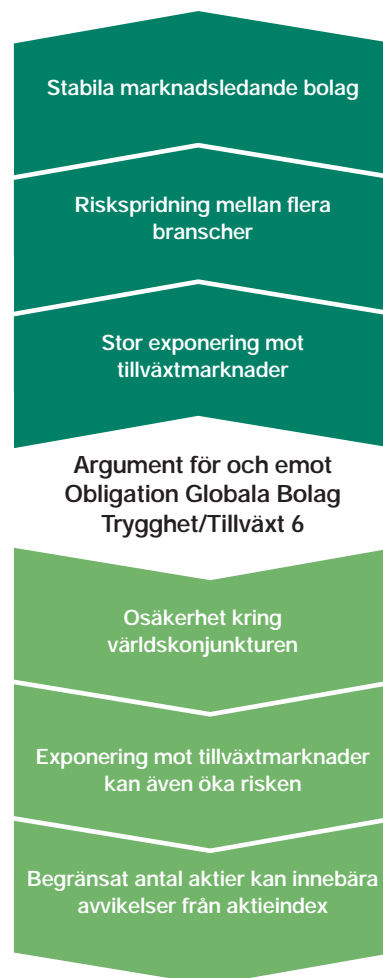 Stabila marknadsledande bolag
Riskspridning mellan flera
branscher
Stor exponering mot
tillväxtmarknader
Argument för och emot
Obligation Globala Bolag
Trygghet/Tillväxt 6
Osäkerhet kring
världskonjunkturen
Exponering mot tillväxtmarknader
kan även öka risken
Begränsat antal aktier kan innebära
avvikelser från aktieindex